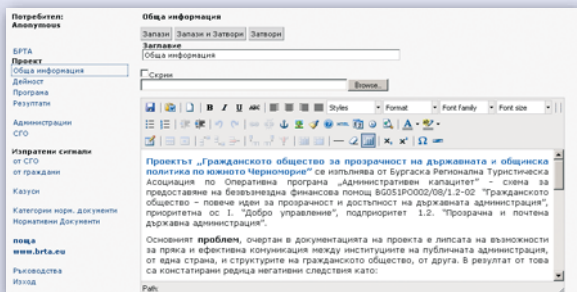 Потребител:
Anonymous
БРТА
Проект
Обща информация
Дейност
Програма
Резултати
Администрации
СГО
Изпратени сигнали
от СГО
от граждани
Казуси
Категории норм. документи
Нормативни Документи
поща
www.brta.eu
Ръководства
Изход
Обща информация
Запази Запази и Затвори Затвори
Заглавие
Обща информация
Скрий
Browse...
B I U ABC Styles Format Font family Font size
Проектът „Гражданското общество за прозрачност на държавната и общинска
политика по южното Черноморие" се изпълнява от Бургаска Регионална Туристическа
Асоциация по Оперативна програма „Административен капацитет" - схема за
предоставяне на безвъзмездна финансова помощ BG051PO002/08/1.2-02 "Гражданското
общество – повече идеи за прозрачност и достъпност на държавната администрация",
приоритетна ос I. "Добро управление", подприоритет 1.2. "Прозрачна и почтена
държавна администрация".
Основният проблем, очертан в документацията на проекта е липсата на възможности
за пряка и ефективна комуникация между институциите на публичната администрация,
от една страна, и структурите на гражданското общество, от друга. В резултат от това
са констатирани редица негативни следствия като:
Path: